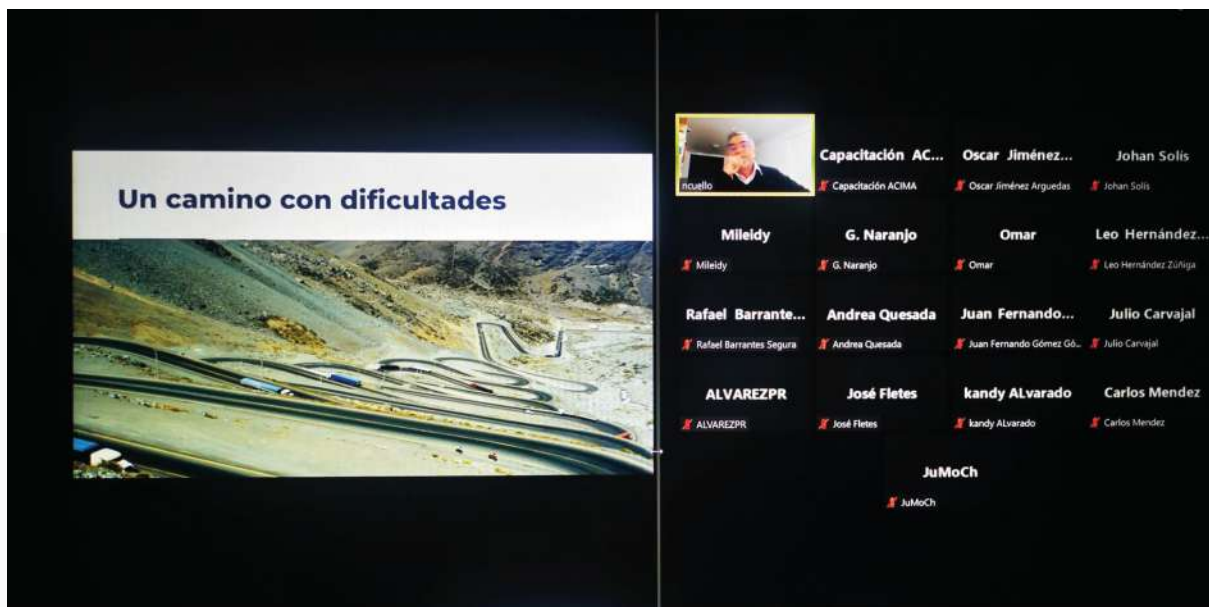 Un camino con dificultades
ncuello
Capacitación AC...
Capacitación ACIMA
Oscar Jiménez...
Oscar Jiménez Arguedas
Johan Solis
Johan Solis
Mileidy
Mileidy
G. Naranjo
G. Naranjo
Omar
Omar
Leo Hernández...
Leo Hernández Zúñiga
Rafael Barrante...
Rafael Barrantes Segura
Andrea Quesada
Andrea Quesada
Juan Fernando...
Juan Fernando Gómez Gó...
Julio Carvajal
Julio Carvajal
ALVAREZPR
ALVAREZPR
José Fletes
José Fletes
kandy ALvarado
kandy ALvarado
Carlos Mendez
Carlos Mendez
JuMoCh
JuMoCh